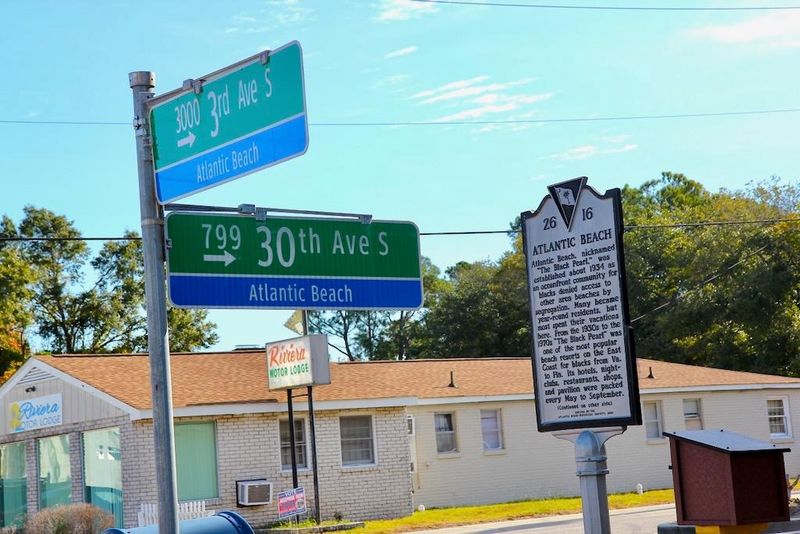 3000 3rd Ave S
Atlantic Beach
799 30th Ave S
Atlantic Beach
Riviera
MOTOR LODGE
Riviera
MOTOR LODGE
26 16
ATLANTIC BEACH
Atlantic Beach, nicknamed
"The Black Pearl," was
established about 1934 as
an oceanfront community for
blacks denied access to
other area beaches by
segregation. Many became
year-round residents, but
most spent their vacations
here. From the 1930s to the
1970s "The Black Pearl" was
one of the most popular
beach resorts on the East
Coast for blacks from Va.
to Fla. Its hotels, night-
clubs, restaurants, shops,
and pavilion were packed
every May to September.
(Continued on other side)